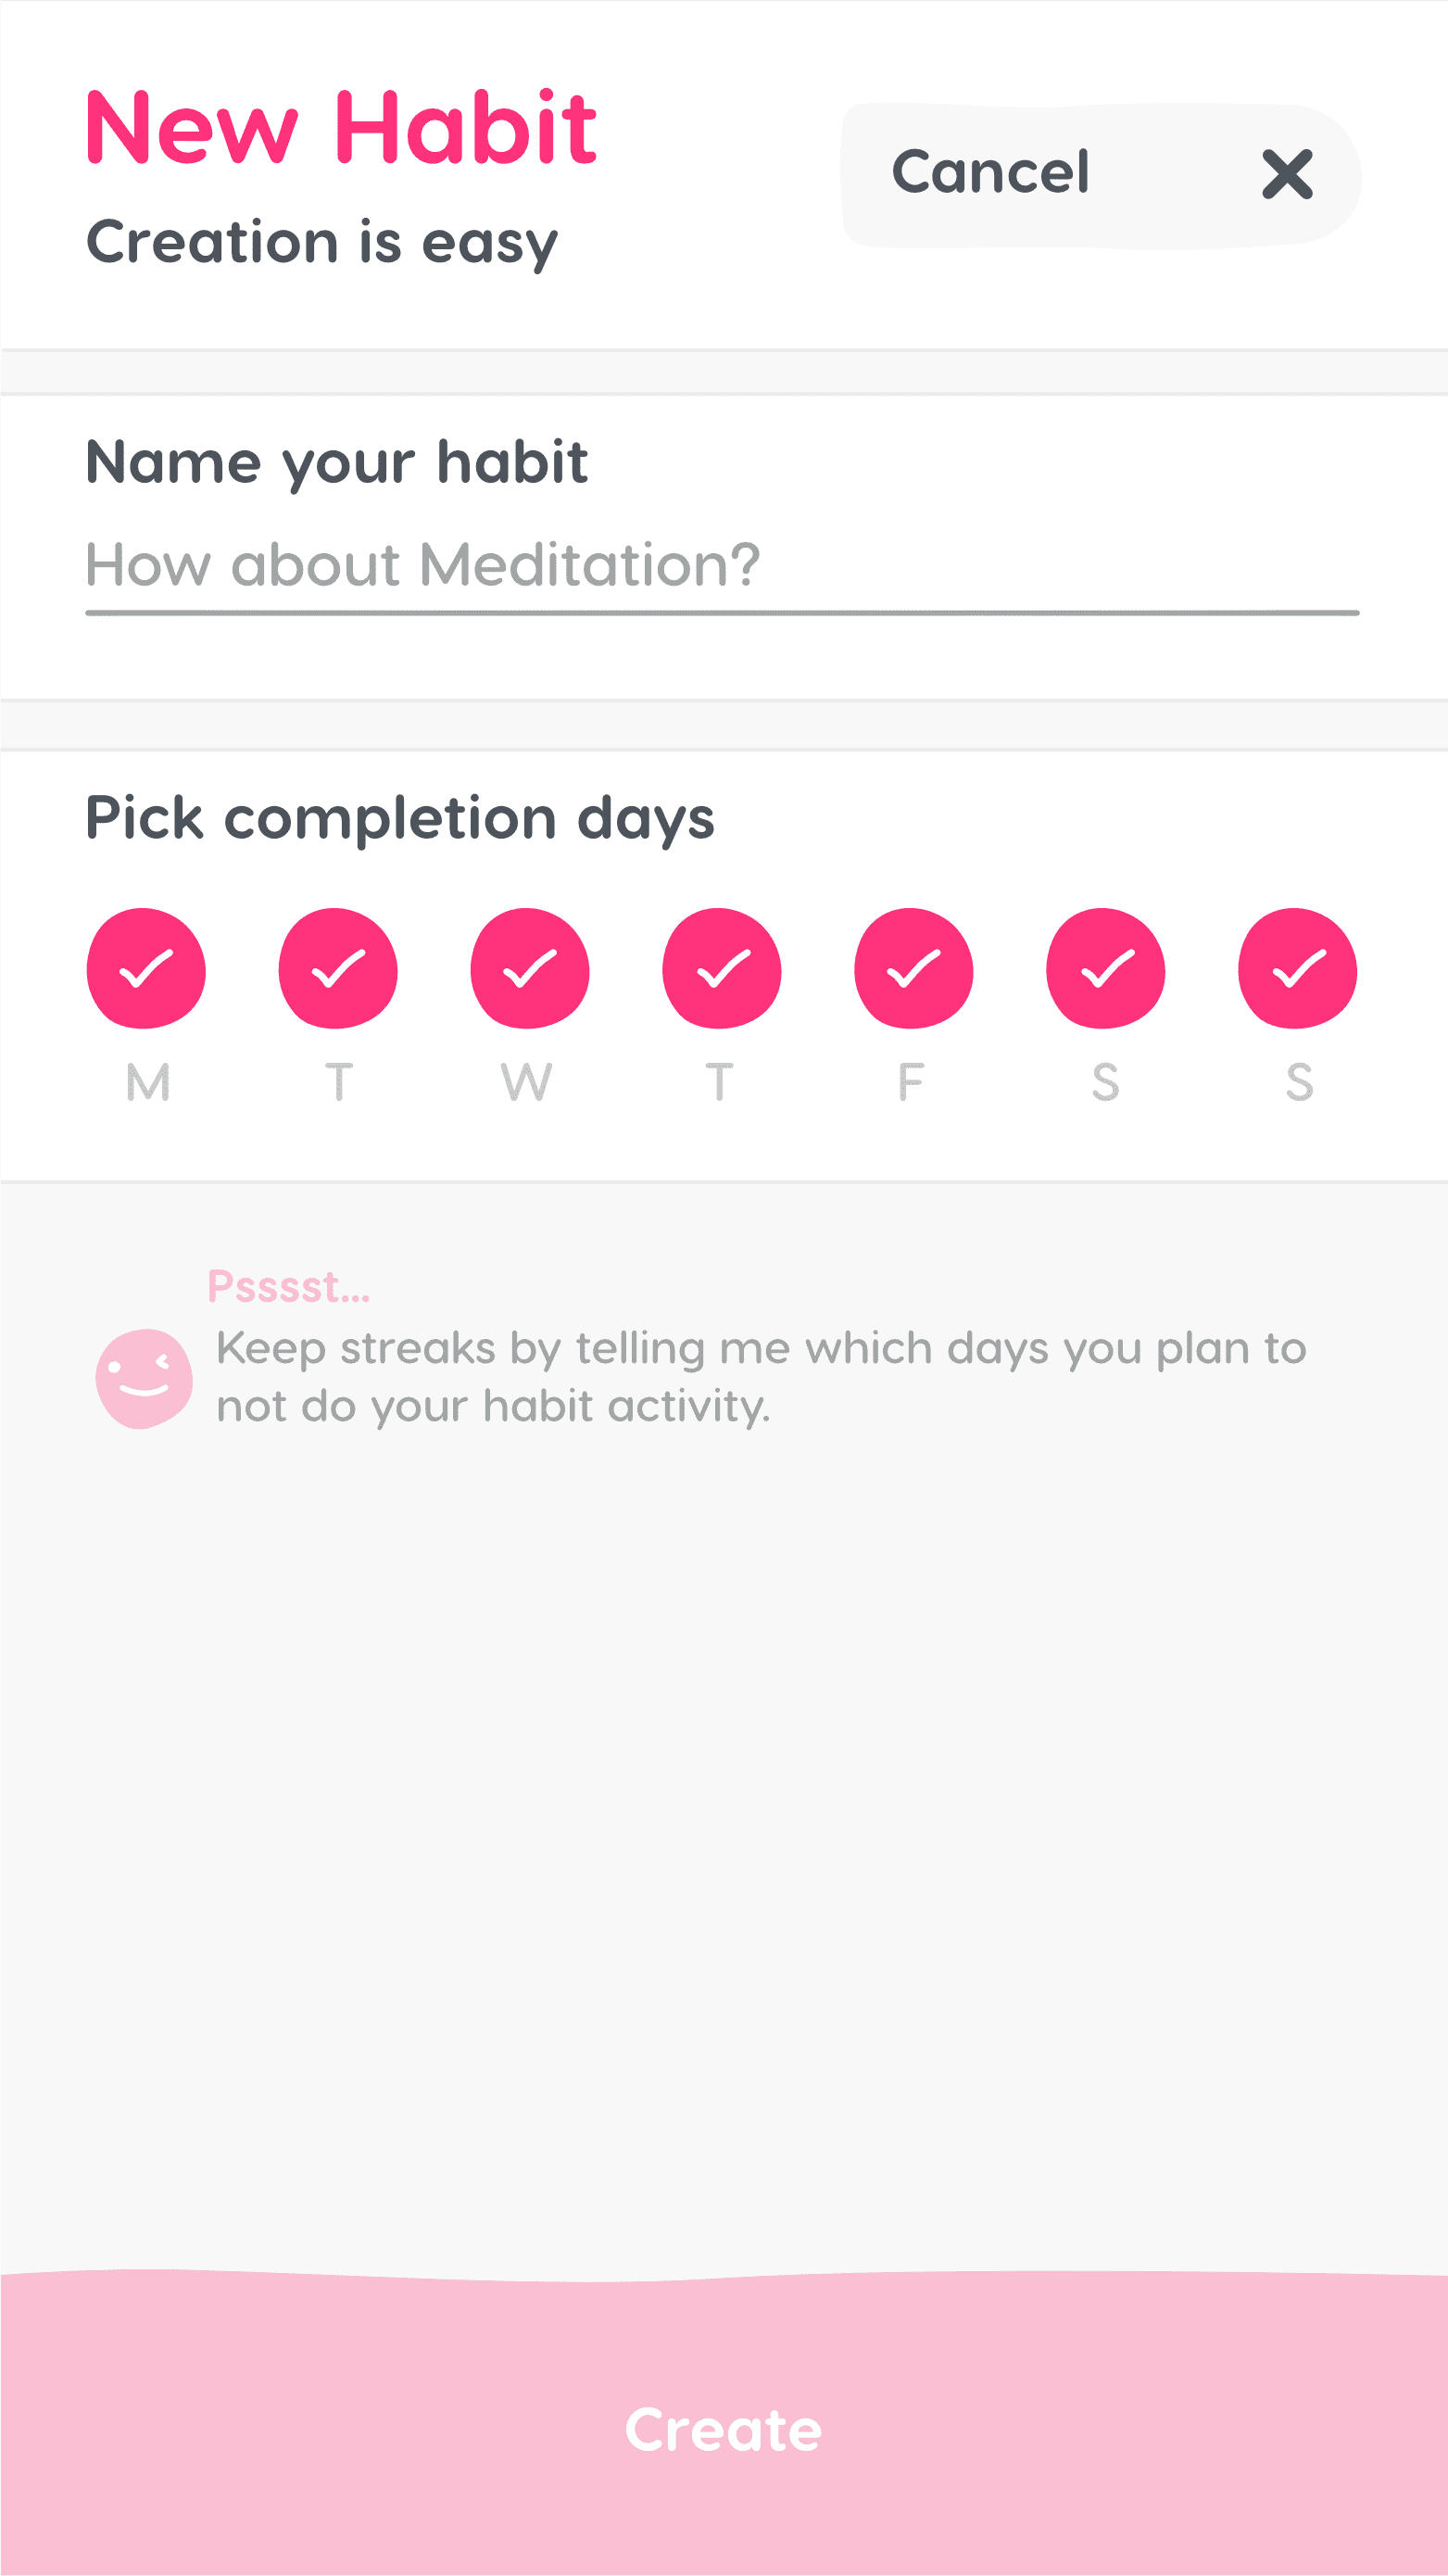 New Habit
Creation is easy
Cancel
Name your habit
How about Meditation?
Pick completion days
M T W T F S S
Psssst...
Keep streaks by telling me which days you plan to
not do your habit activity.
Create